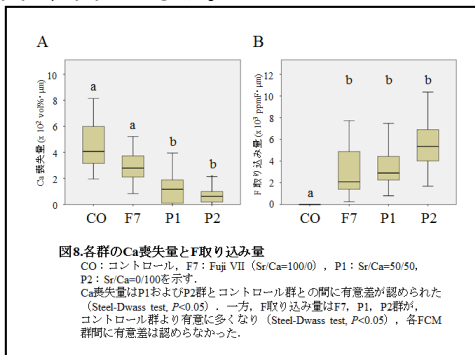 A
B
Ca喪失量(x 10² vol%・μm)
10
8
6
4
2
0
a
a
b
b
CO F7 P1 P2
F取り込み量(x 10³ ppmF・μm)
12
10
8
6
4
2
0
a
b
b
b
CO F7 P1 P2
図8.各群のCa喪失量とF取り込み量
CO：コントロール，F7：Fuji VII（Sr/Ca=100/0），P1：Sr/Ca=50/50,
P2：Sr/Ca=0/100を示す．
Ca喪失量はP1およびP2群とコントロール群との間に有意差が認められた
（Steel-Dwass test, P<0.05）．一方，F取り込み量はF7，P1，P2群が，
コントロール群より有意に多くなり（Steel-Dwass test, P<0.05），各FCM
群間に有意差は認められなかった．